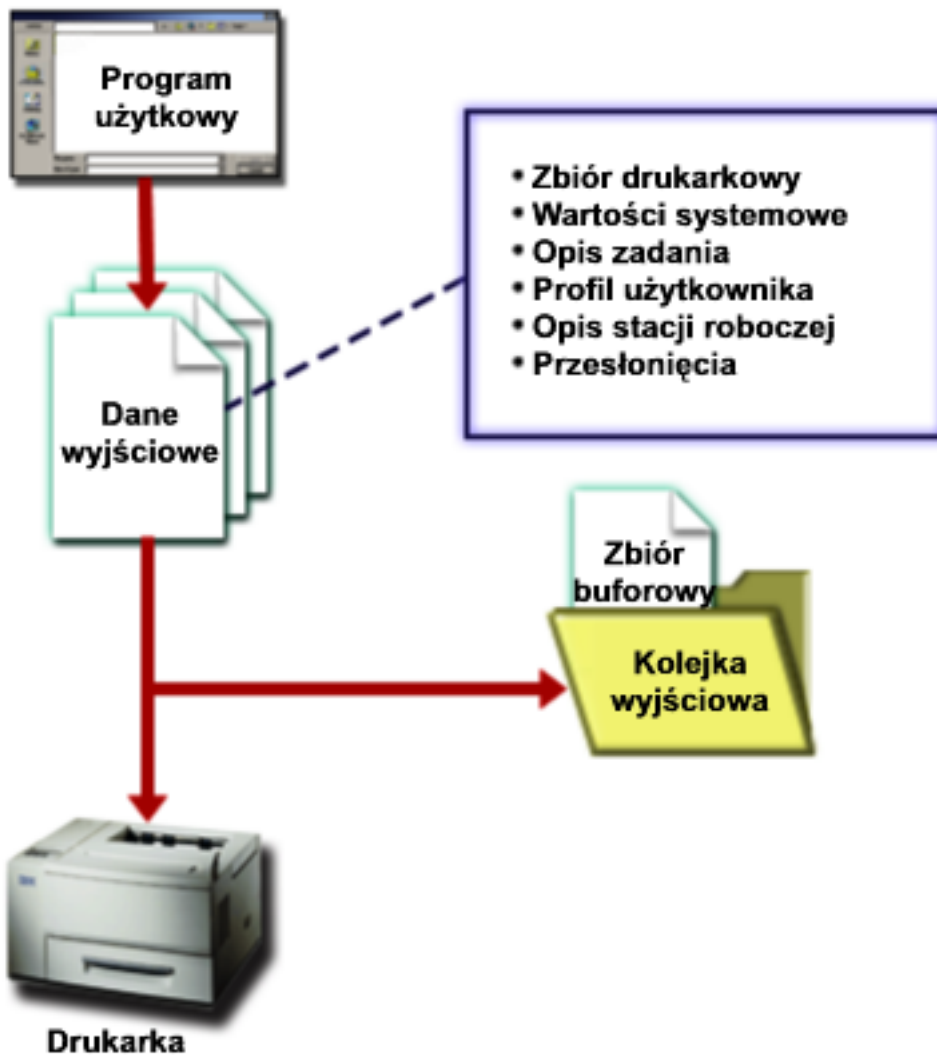 Program
użytkowy
• Zbiór drukarkowy
• Wartości systemowe
• Opis zadania
• Profil użytkownika
• Opis stacji roboczej
• Przesłonięcia
Dane
wyjściowe
Zbiór
buforowy
Kolejka
wyjściowa
Drukarka